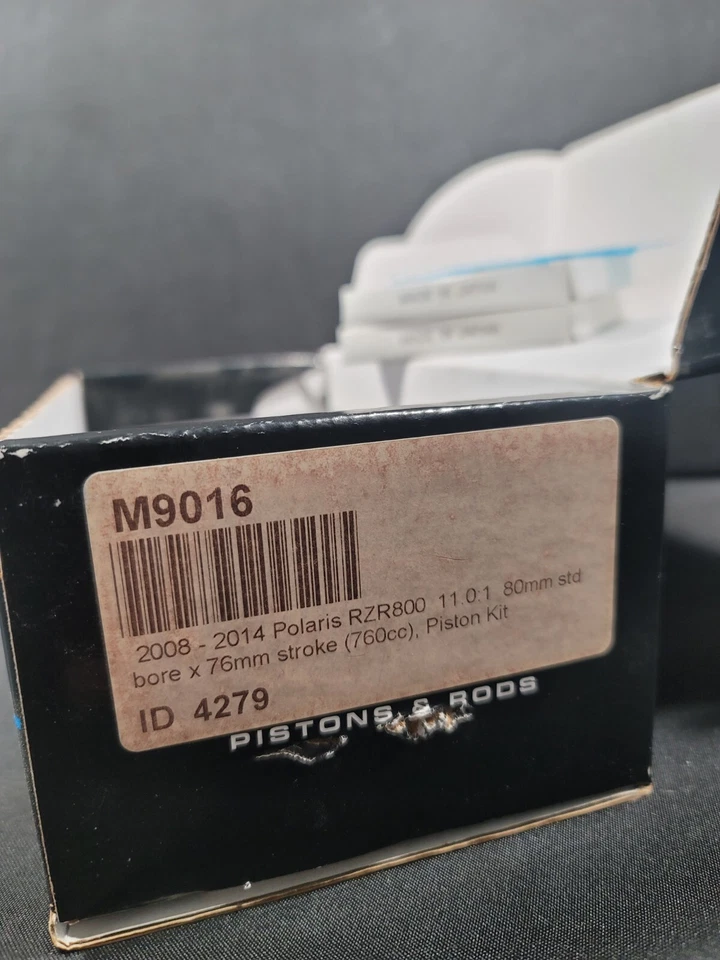 M9016
2008 - 2014 Polaris RZR800 11.0:1 80mm std
bore x 76mm stroke (760cc), Piston Kit
ID 4279
PISTONS & RODS